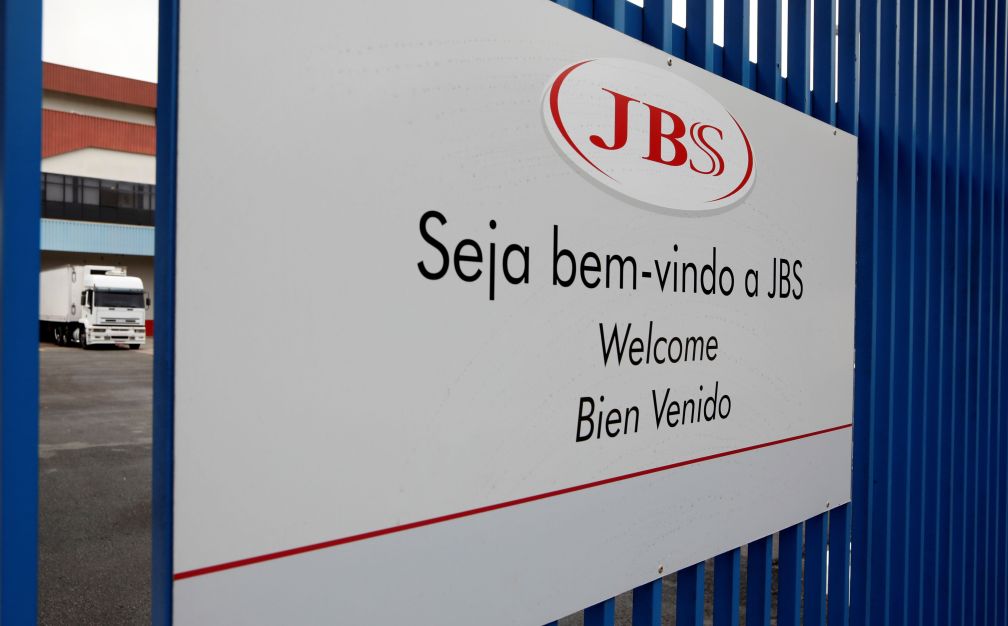 JBS
Seja bem-vindo a JBS
Welcome
Bien Venido